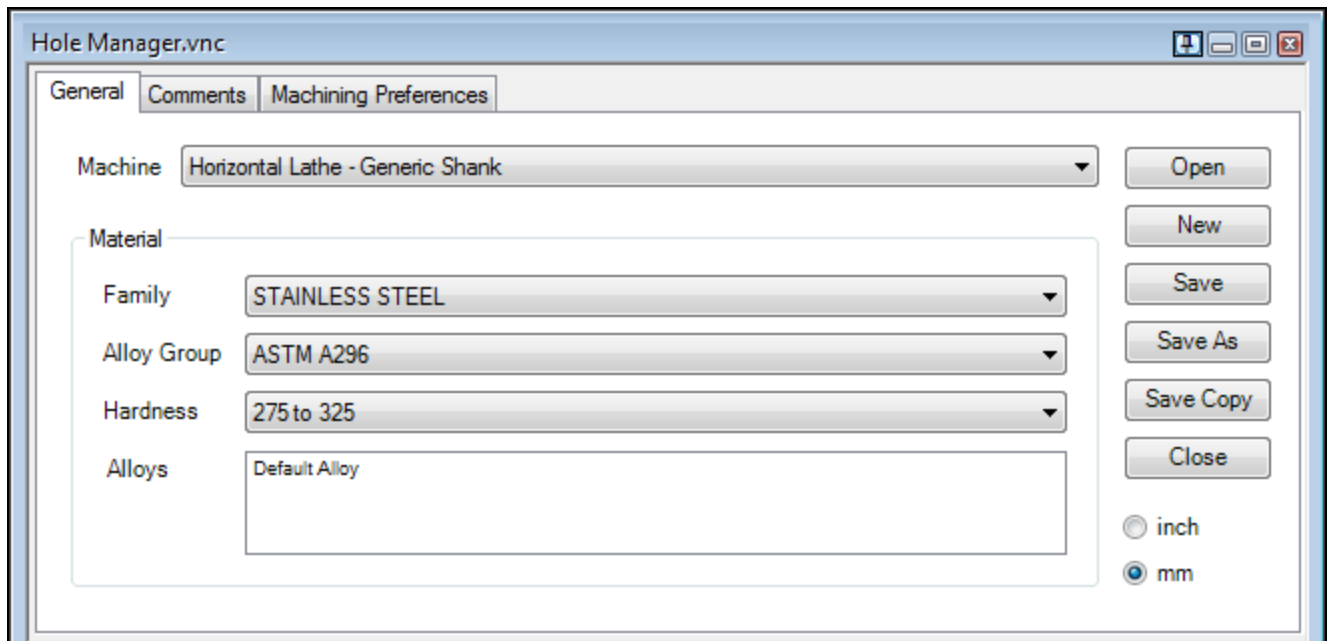 Hole Manager.vnc
General Comments Machining Preferences
Machine Horizontal Lathe - Generic Shank Open
New
Material
Family STAINLESS STEEL Save
Alloy Group ASTM A296 Save As
Hardness 275 to 325 Save Copy
Alloys Default Alloy Close
inch
mm